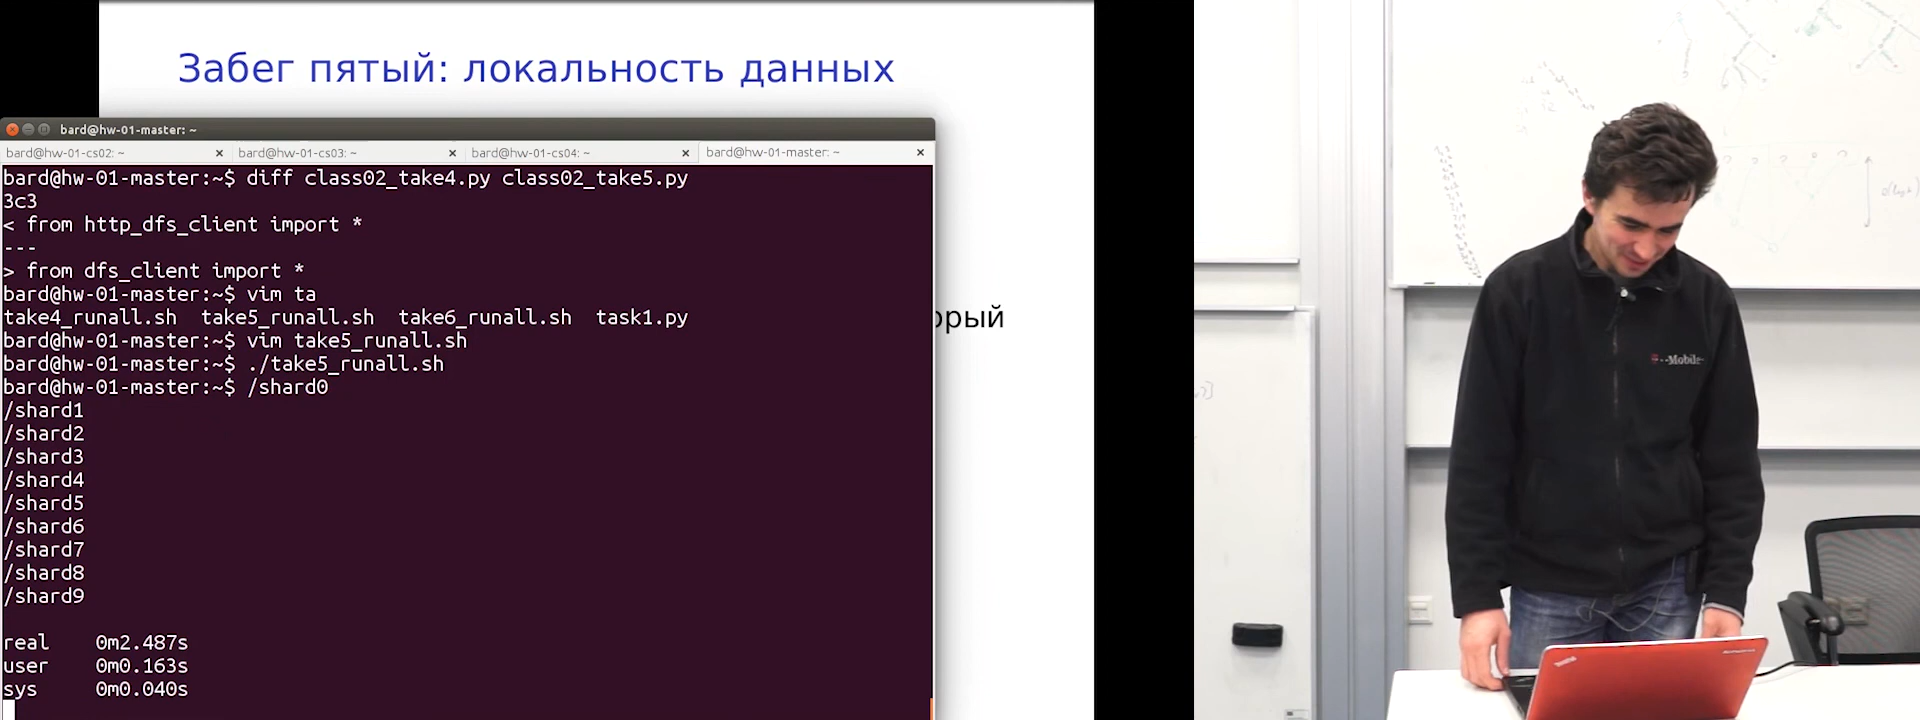 Забег пятый: локальность данных
bard@hw-01-master: ~
bard@hw-01-cs02: ~
bard@hw-01-cs03: ~
bard@hw-01-cs04: ~
bard@hw-01-master: ~
bard@hw-01-master:~$ diff class02_take4.py class02_take5.py
3c3
< from http_dfs_client import *
---
> from dfs_client import *
bard@hw-01-master:~$ vim ta
take4_runall.sh take5_runall.sh take6_runall.sh task1.py
bard@hw-01-master:~$ vim take5_runall.sh
bard@hw-01-master:~$ ./take5_runall.sh
bard@hw-01-master:~$ /shard0
/shard1
/shard2
/shard3
/shard4
/shard5
/shard6
/shard7
/shard8
/shard9
real 0m2.487s
user 0m0.163s
sys 0m0.040s
T-Mobile